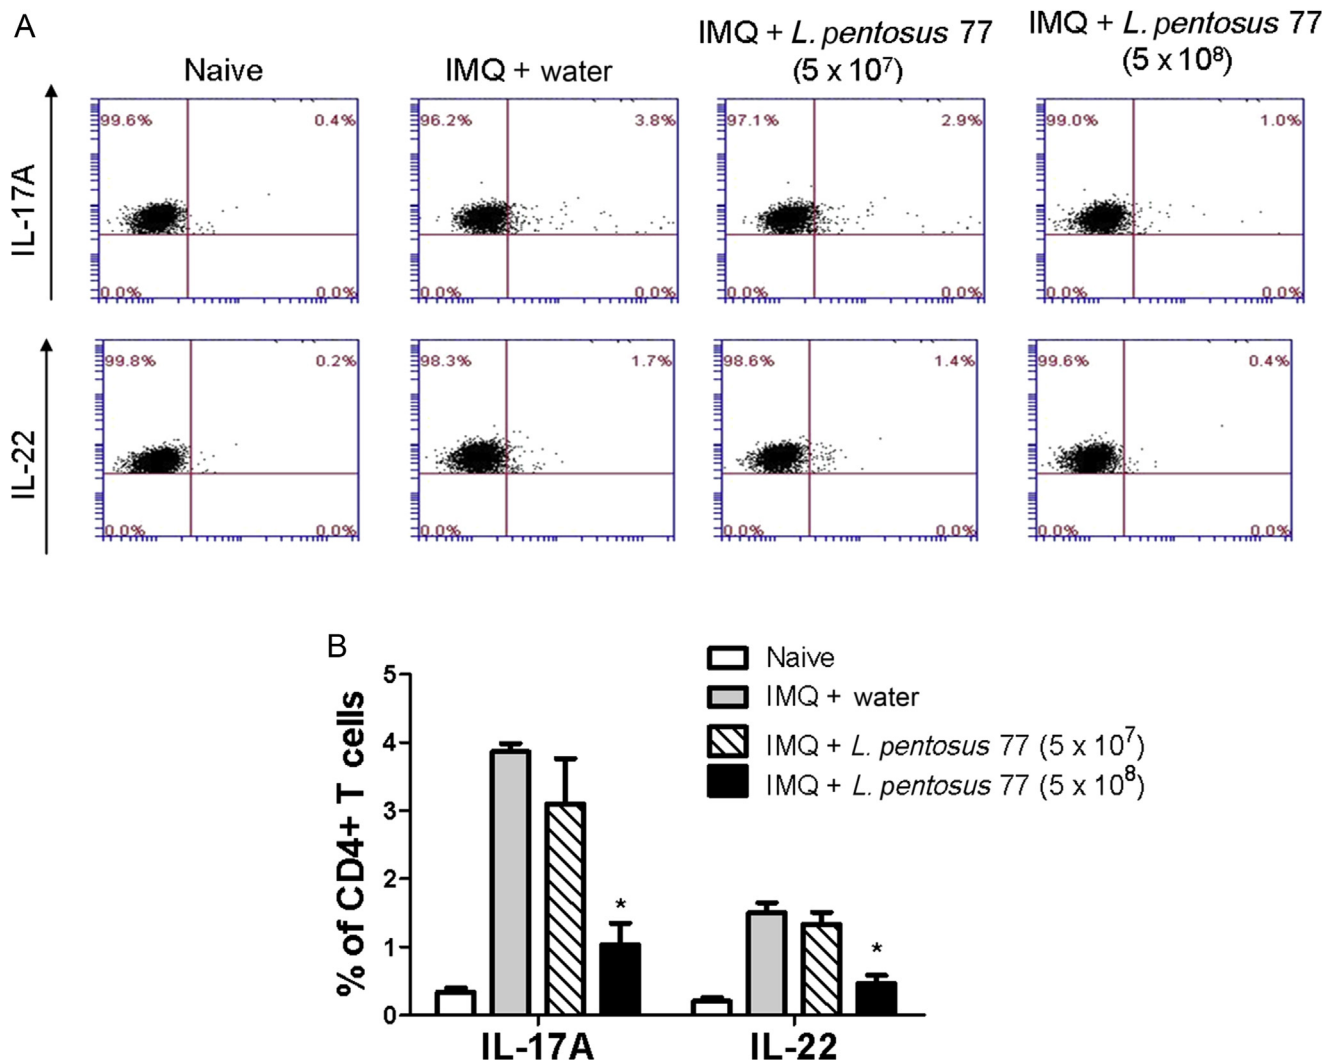 A
Naive
IMQ + water
IMQ + L. pentosus 77
(5 x 10⁷)
IMQ + L. pentosus 77
(5 x 10⁸)
IL-17A
99.6% 0.4%
0.0% 0.0%
96.2% 3.8%
0.0% 0.0%
97.1% 2.9%
0.0% 0.0%
99.0% 1.0%
0.0% 0.0%
IL-22
99.8% 0.2%
0.0% 0.0%
98.3% 1.7%
0.0% 0.0%
98.6% 1.4%
0.0% 0.0%
99.6% 0.4%
0.0% 0.0%
B
% of CD4+ T cells
5
4
3
2
1
0
*
*
IL-17A
IL-22
Naive
IMQ + water
IMQ + L. pentosus 77 (5 x 10⁷)
IMQ + L. pentosus 77 (5 x 10⁸)